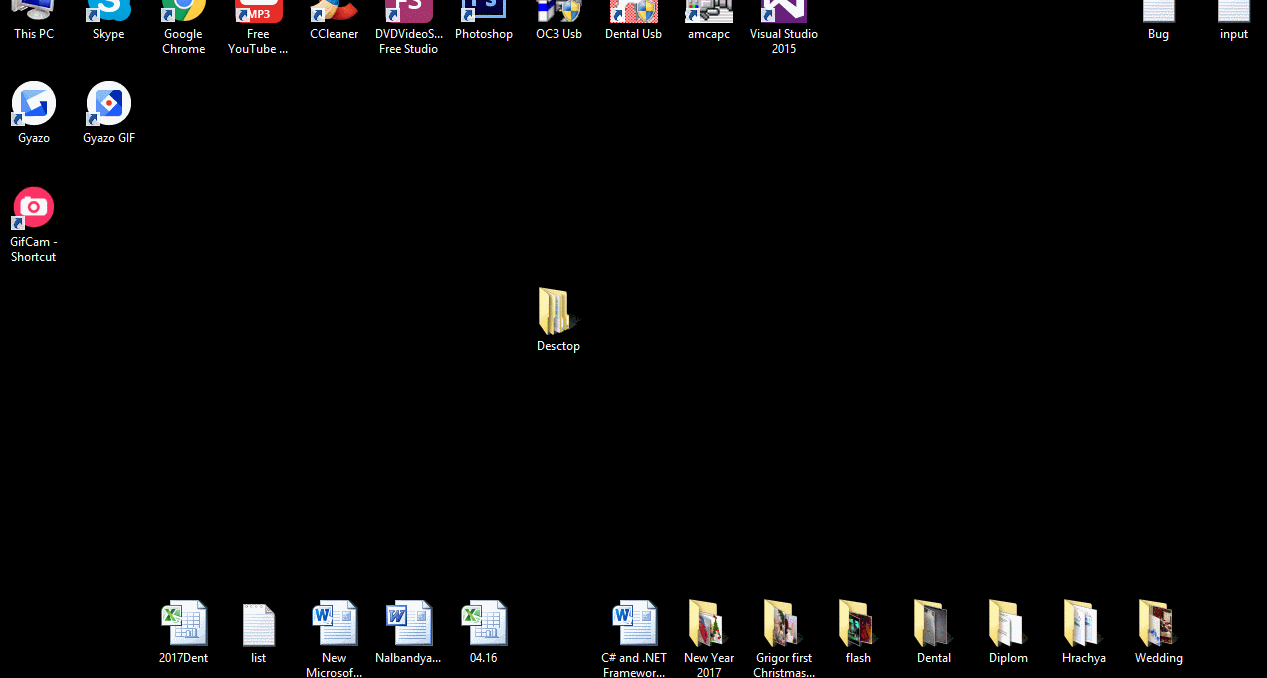 MP3
This PC
Skype
Google
Chrome
Free
YouTube ...
CCleaner
DVDVideoS...
Free Studio
Photoshop
OC3 Usb
Dental Usb
amcapc
Visual Studio
2015
Bug
input
Gyazo
Gyazo GIF
GifCam -
Shortcut
Desctop
2017Dent
list
New
Microsof...
Nalbandya...
04.16
C# and .NET
Framewor...
New Year
2017
Grigor first
Christmas...
flash
Dental
Diplom
Hrachya
Wedding